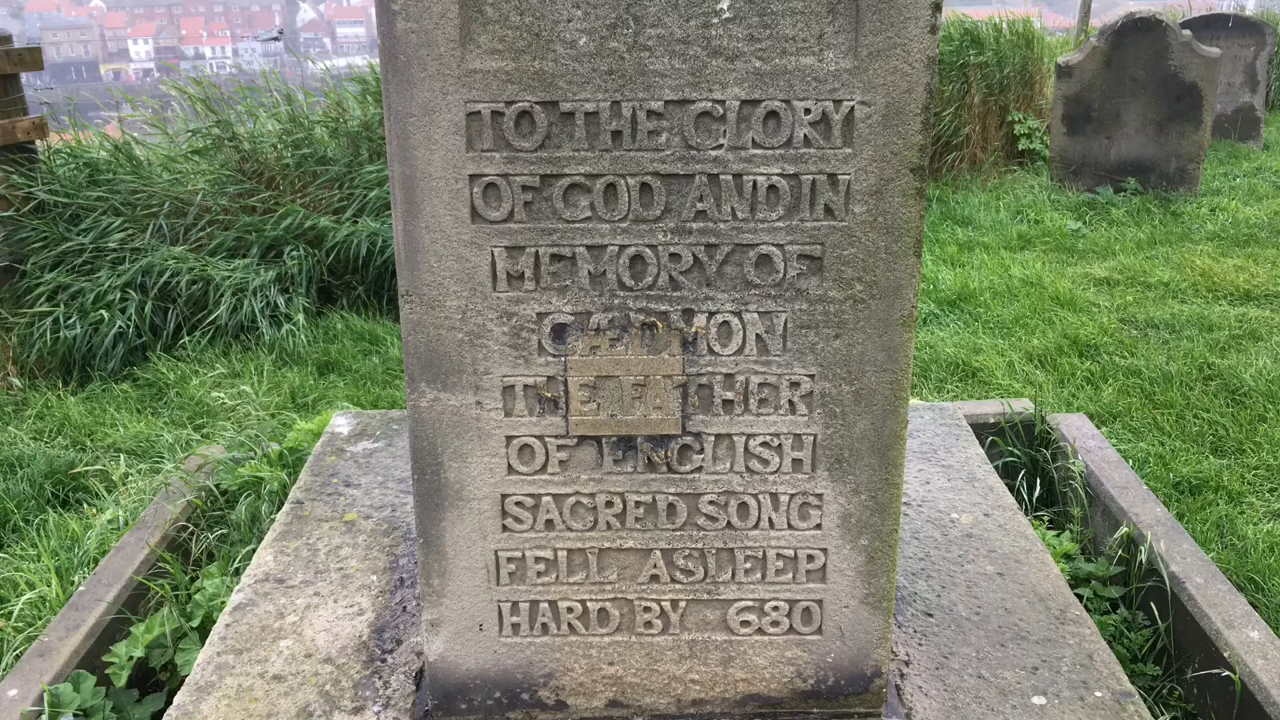 TO THE GLORY
OF GOD AND IN
MEMORY OF
CÆDMON
THE FATHER
OF ENGLISH
SACRED SONG
FELL ASLEEP
HARD BY 680